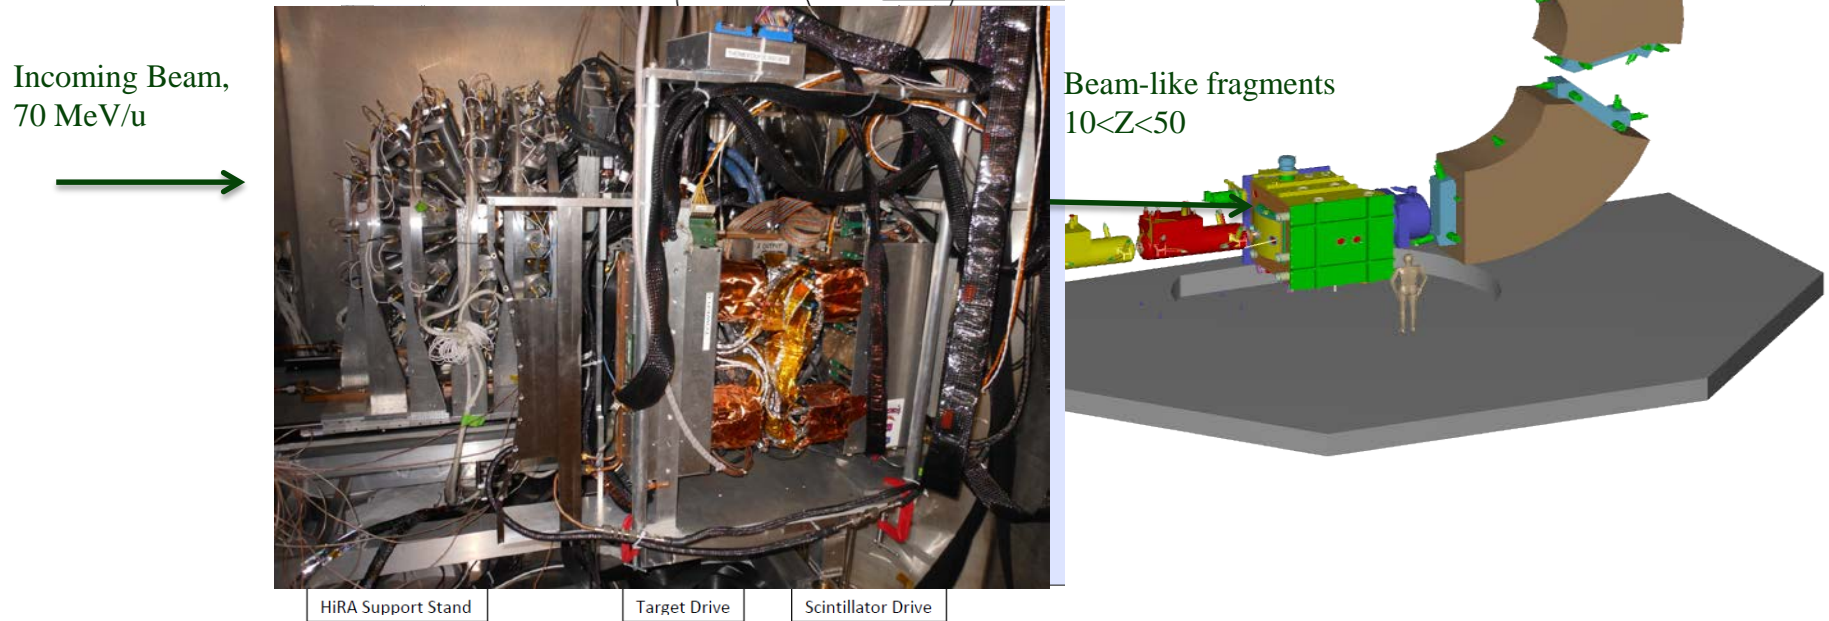 Incoming Beam,
70 MeV/u
Beam-like fragments
10<Z<50
HiRA Support Stand
Target Drive
Scintillator Drive